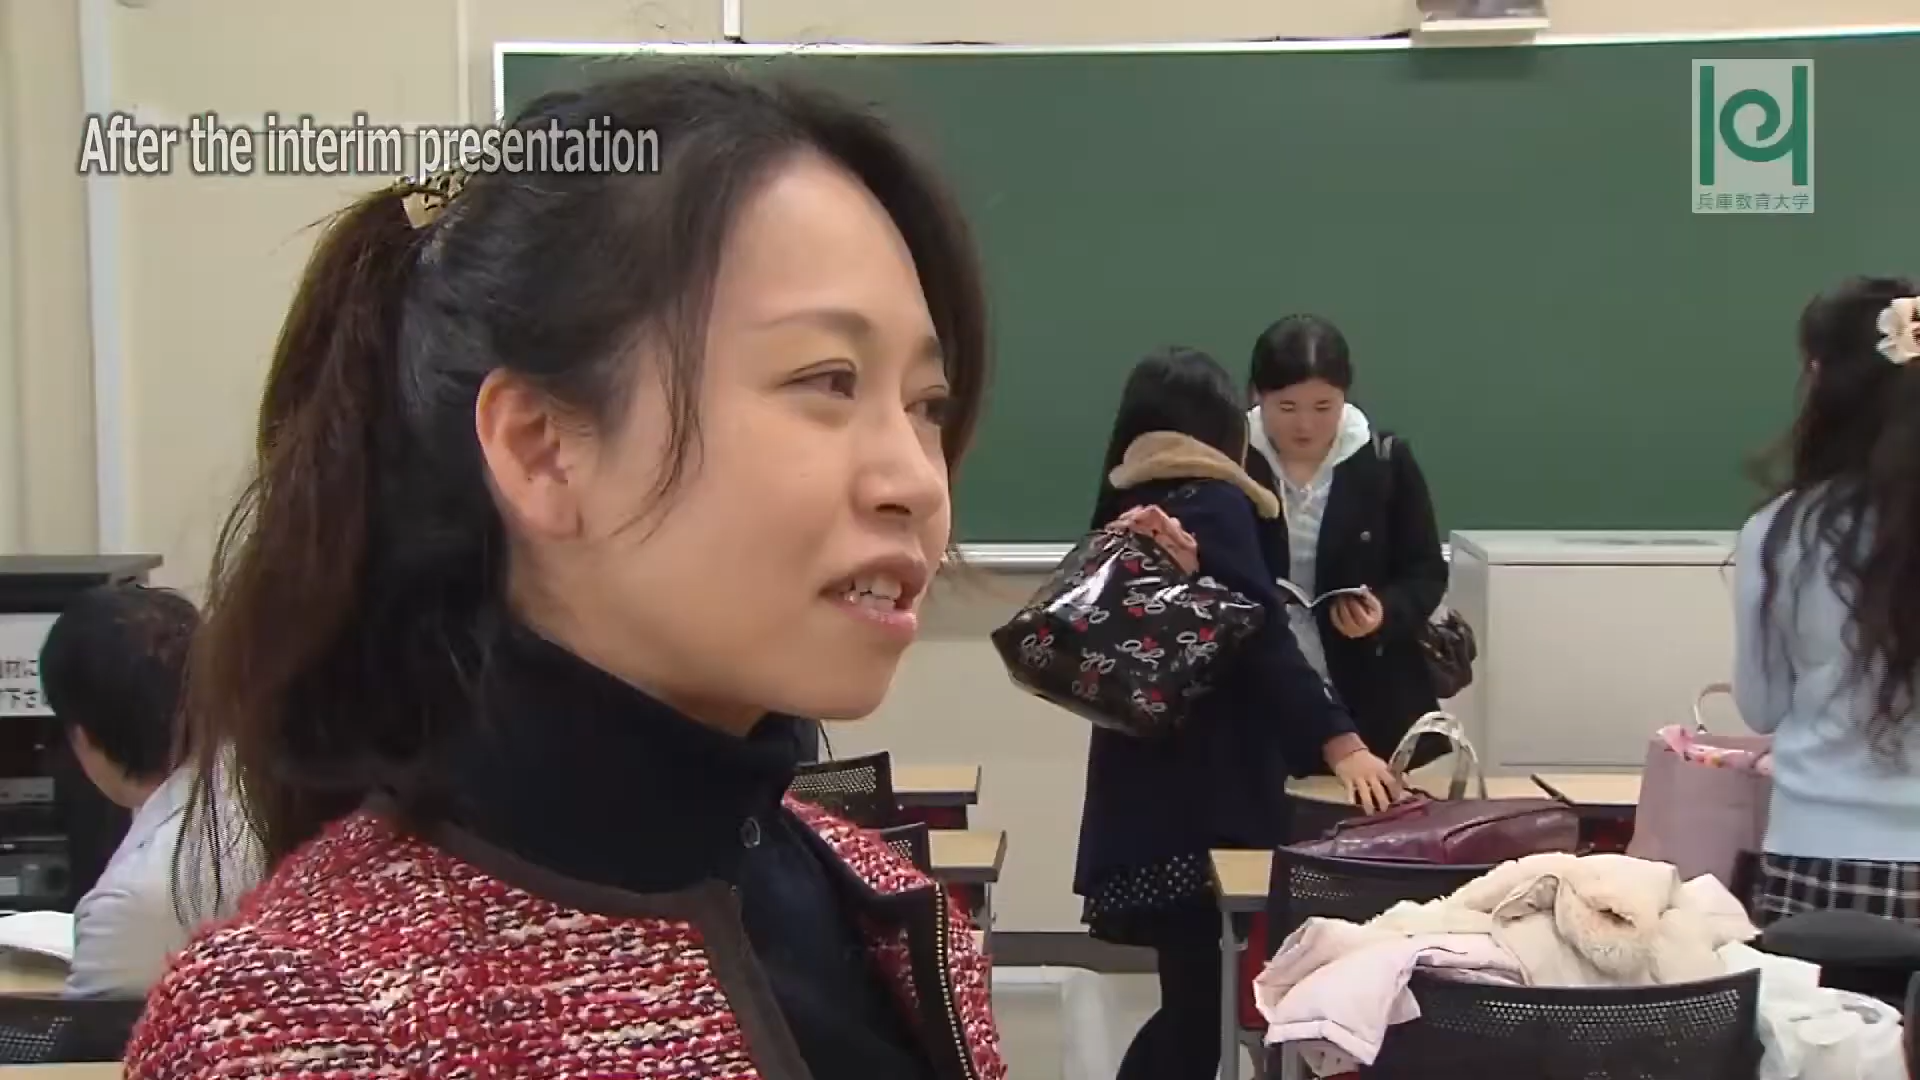 After the interim presentation
兵庫教育大学